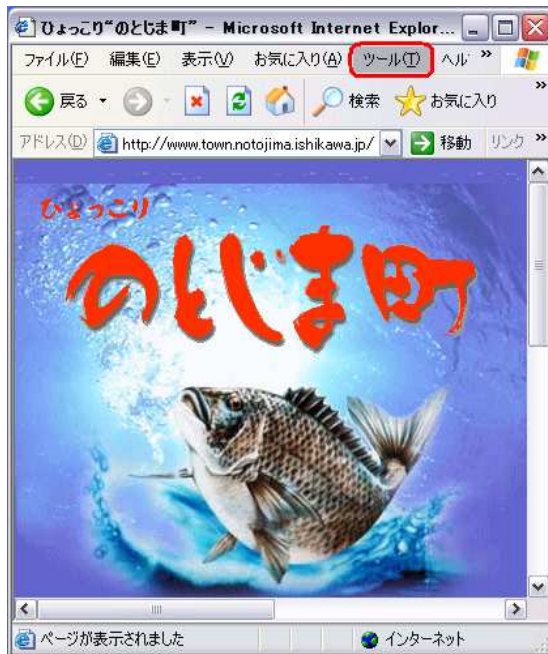 ひょっこり“のとじま町” - Microsoft Internet Explor...
ファイル(F) 編集(E) 表示(V) お気に入り(A) ツール(T) ヘル »
戻る 検索 お気に入り »
アドレス(D) http://www.town.notojima.ishikawa.jp/ 移動 リンク »
ひょっこり
のとじま町
ページが表示されました インターネット